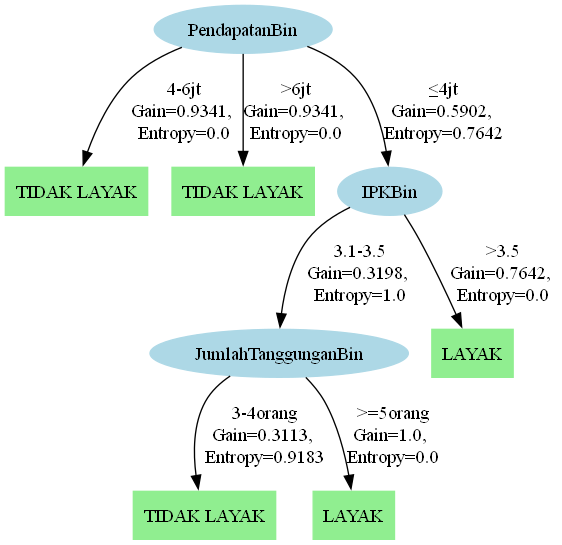 PendapatanBin
4-6jt
Gain=0.9341,
Entropy=0.0
>6jt
Gain=0.9341,
Entropy=0.0
≤4jt
Gain=0.5902,
Entropy=0.7642
TIDAK LAYAK
TIDAK LAYAK
IPKBin
3.1-3.5
Gain=0.3198,
Entropy=1.0
>3.5
Gain=0.7642,
Entropy=0.0
JumlahTanggunganBin
LAYAK
3-4orang
Gain=0.3113,
Entropy=0.9183
>=5orang
Gain=1.0,
Entropy=0.0
TIDAK LAYAK
LAYAK